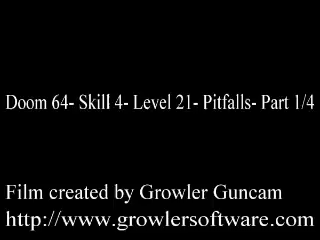 Doom 64- Skill 4- Level 21- Pitfalls- Part 1/4
Film created by Growler Guncam
http://www.growlersoftware.com